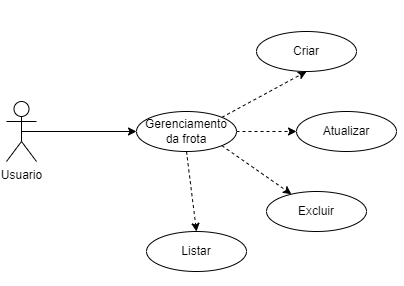 Criar
Gerenciamento
da frota
Atualizar
Usuario
Excluir
Listar